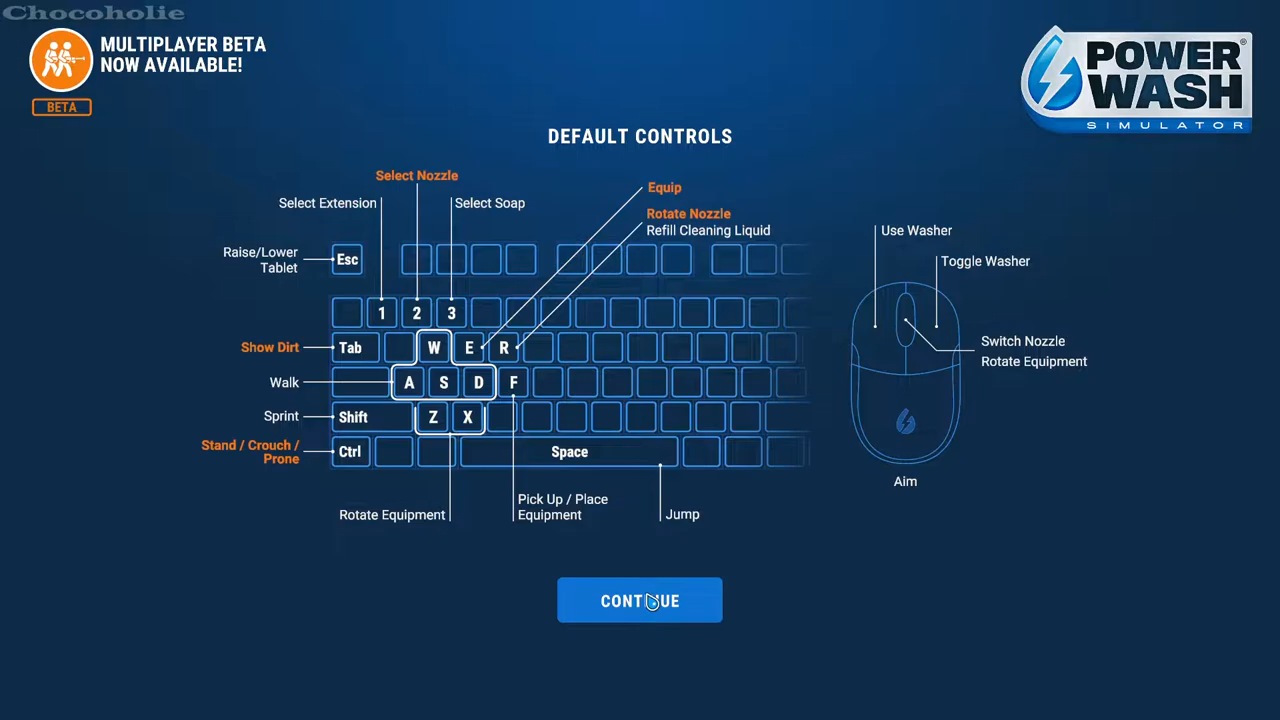 Chocoholie
MULTIPLAYER BETA
NOW AVAILABLE!
BETA
POWER
WASH
SIMULATOR
DEFAULT CONTROLS
Select Nozzle
Select Extension
Select Soap
Equip
Rotate Nozzle
Refill Cleaning Liquid
Raise/Lower
Tablet
Esc
1 2 3
Show Dirt
Tab W E R
Walk
A S D F
Sprint
Shift Z X
Stand / Crouch /
Prone
Ctrl Space
Rotate Equipment
Pick Up / Place
Equipment
Jump
Use Washer
Toggle Washer
Switch Nozzle
Rotate Equipment
Aim
CONTINUE